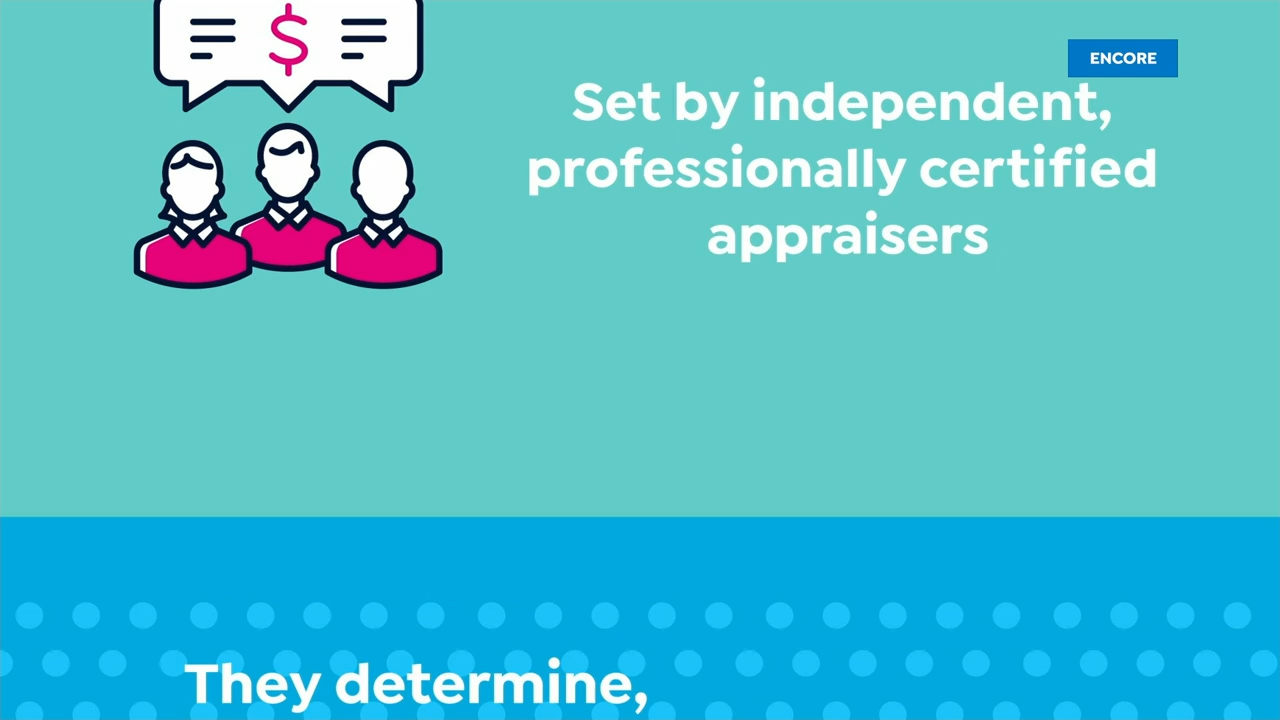 $
ENCORE
Set by independent,
professionally certified
appraisers
They determine,